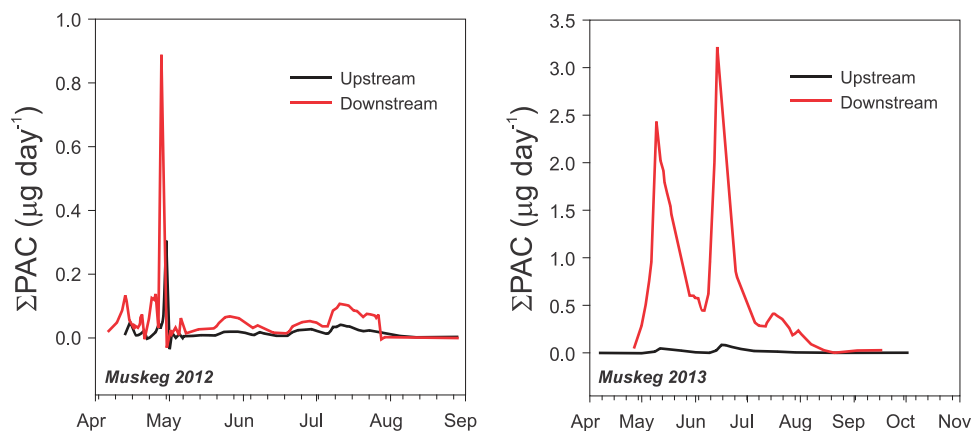 ΣPAC (μg day⁻¹)
1.0
0.8
0.6
0.4
0.2
0.0
Upstream
Downstream
Muskeg 2012
Apr May Jun Jul Aug Sep
ΣPAC (μg day⁻¹)
3.5
3.0
2.5
2.0
1.5
1.0
0.5
0.0
Upstream
Downstream
Muskeg 2013
Apr May Jun Jul Aug Sep Oct Nov